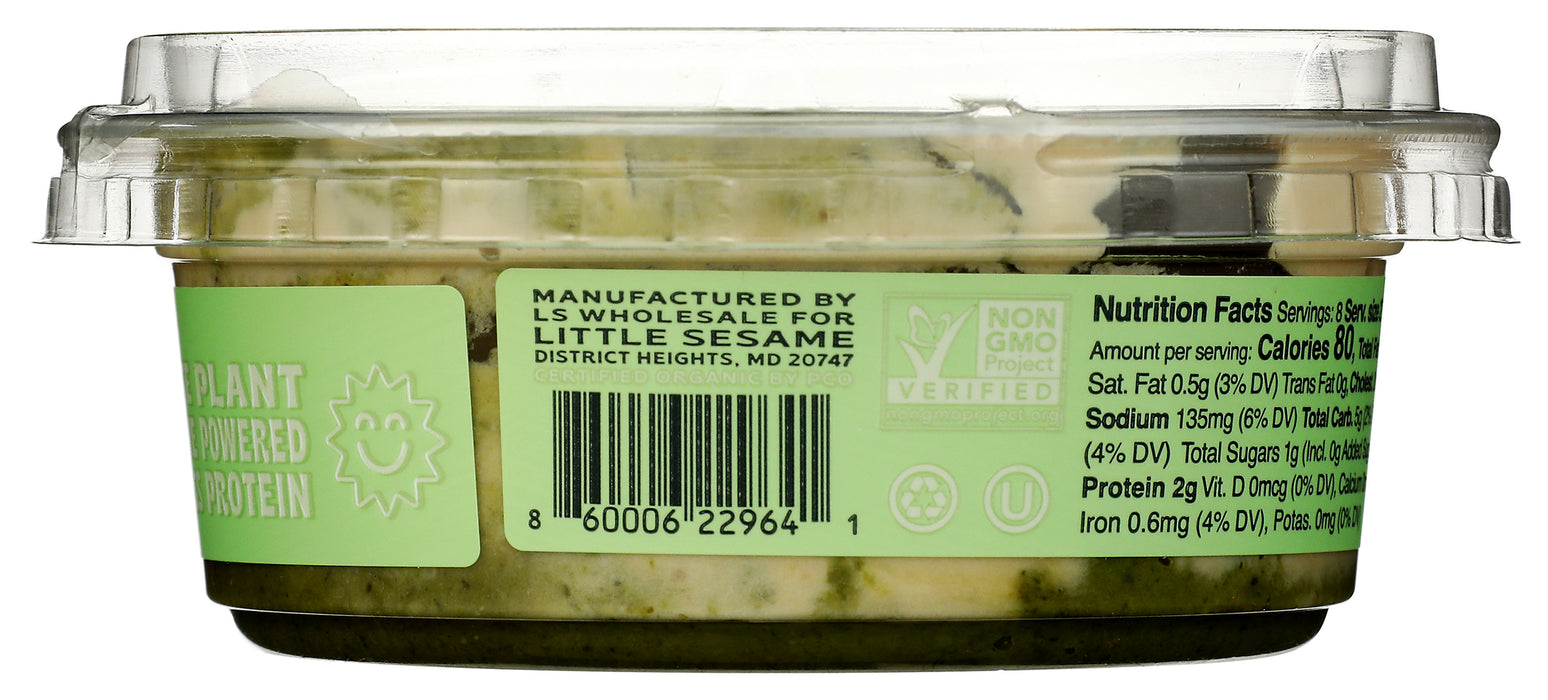 E PLANT
E POWERED
S PROTEIN
MANUFACTURED BY
LS WHOLESALE FOR
LITTLE SESAME
DISTRICT HEIGHTS, MD 20747
CERTIFIED ORGANIC BY PCO
8 60006 22964 1
NON
GMO
Project
VERIFIED
nongmoproject.org
U
Nutrition Facts Servings: 8 Serv. size
Amount per serving: Calories 80, Total
Sat. Fat 0.5g (3% DV) Trans Fat 0g,
Sodium 135mg (6% DV) Total Carb. 5g
(4% DV) Total Sugars 1g (Incl. 0g Added
Protein 2g Vit. D 0mcg (0% DV), Calcium
Iron 0.6mg (4% DV), Potas. 0mg (0% DV